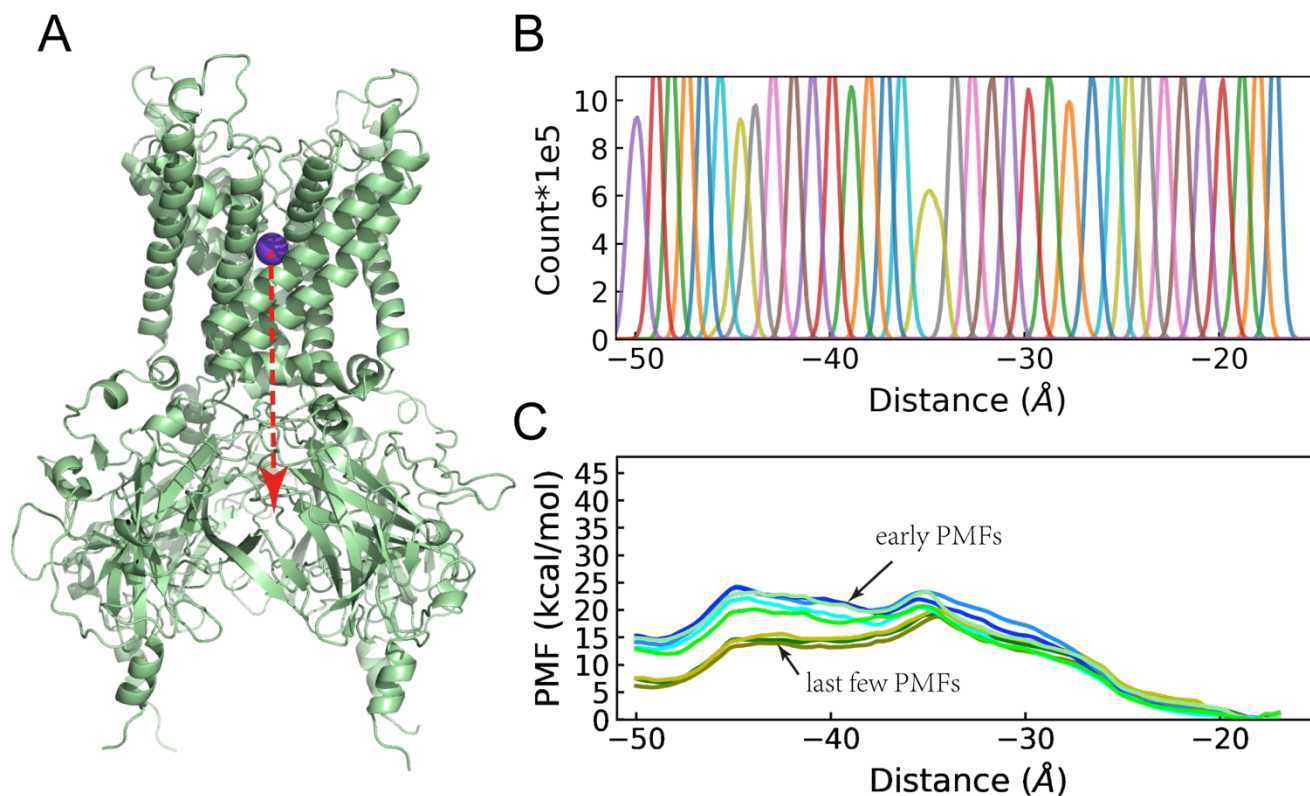 A
B
10
8
6
4
2
0
Count*1e5
−50
−40
−30
−20
Distance (Å)
C
45
40
35
30
25
20
15
10
5
0
PMF (kcal/mol)
early PMFs
last few PMFs
−50
−40
−30
−20
Distance (Å)